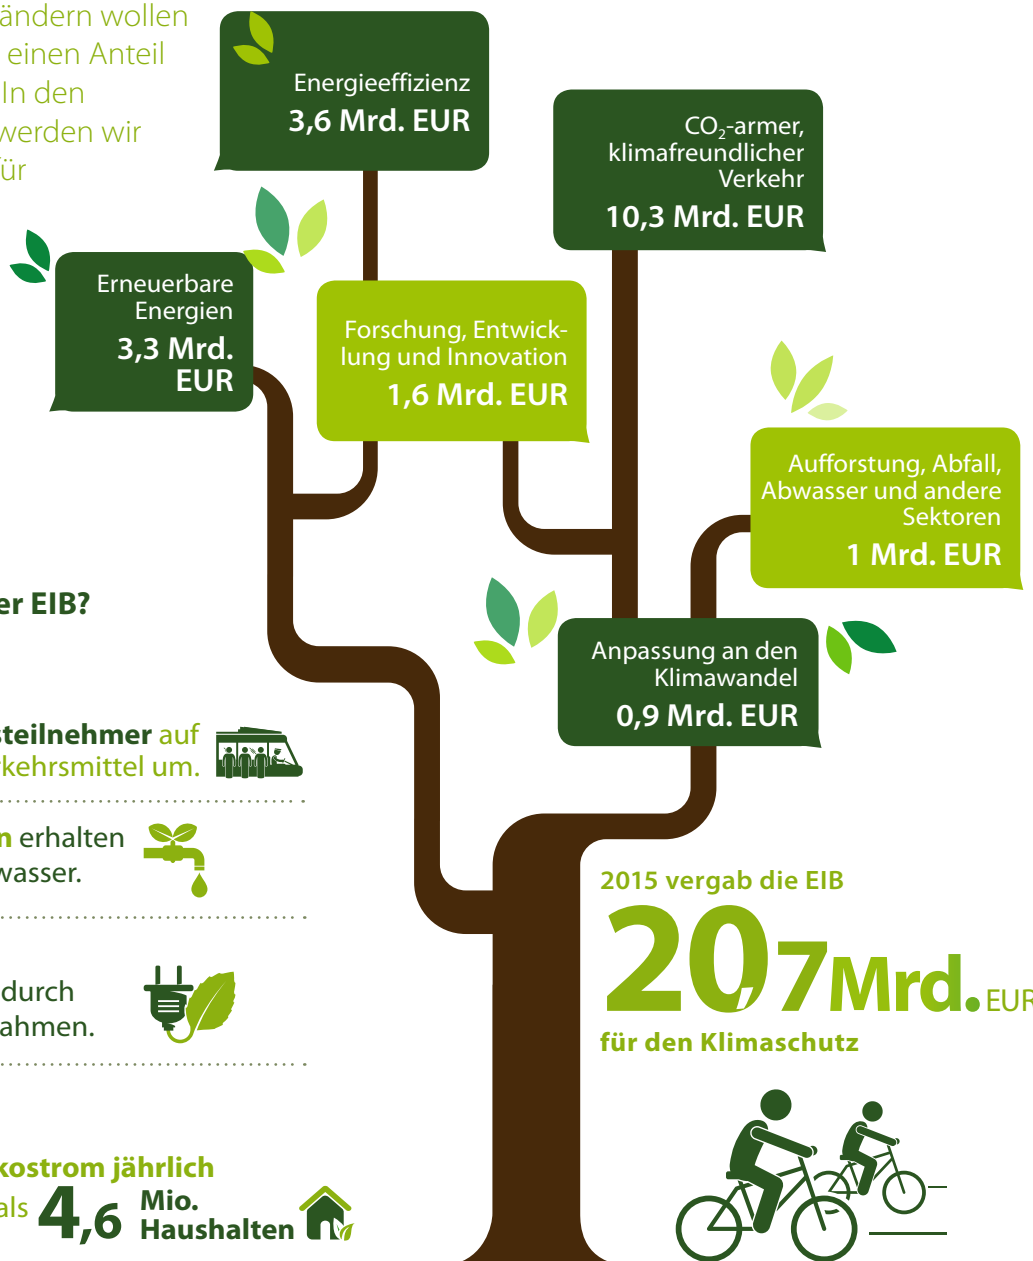 ändern wollen
einen Anteil
In den
werden wir
für
Energieeffizienz
3,6 Mrd. EUR
CO₂-armer,
klimafreundlicher
Verkehr
10,3 Mrd. EUR
Erneuerbare
Energien
3,3 Mrd.
EUR
Forschung, Entwick-
lung und Innovation
1,6 Mrd. EUR
Aufforstung, Abfall,
Abwasser und andere
Sektoren
1 Mrd. EUR
Anpassung an den
Klimawandel
0,9 Mrd. EUR
er EIB?
steilnehmer auf
kehrsmittel um.
n erhalten
wasser.
durch
ahmen.
kostrom jährlich
als 4,6 Mio.
Haushalten
2015 vergab die EIB
20,7 Mrd. EUR
für den Klimaschutz